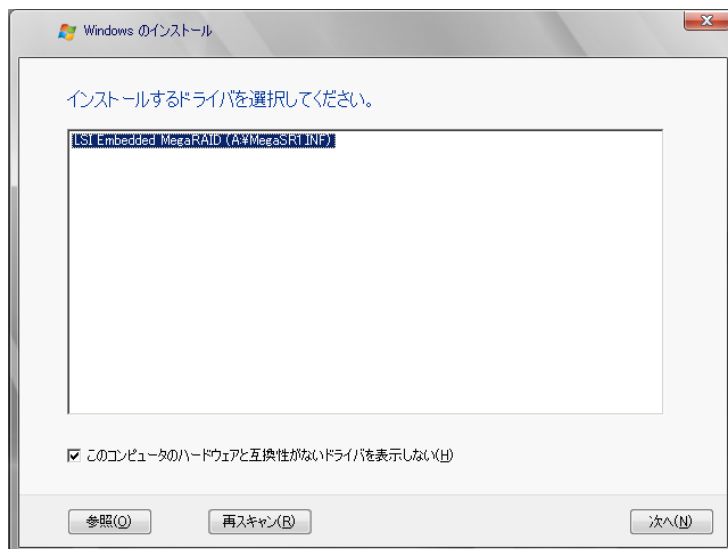 Windows のインストール
インストールするドライバを選択してください。
LSI Embedded MegaRAID (A:¥MegaSR1.INF)
このコンピュータのハードウェアと互換性がないドライバを表示しない(H)
参照(O)
再スキャン(R)
次へ(N)